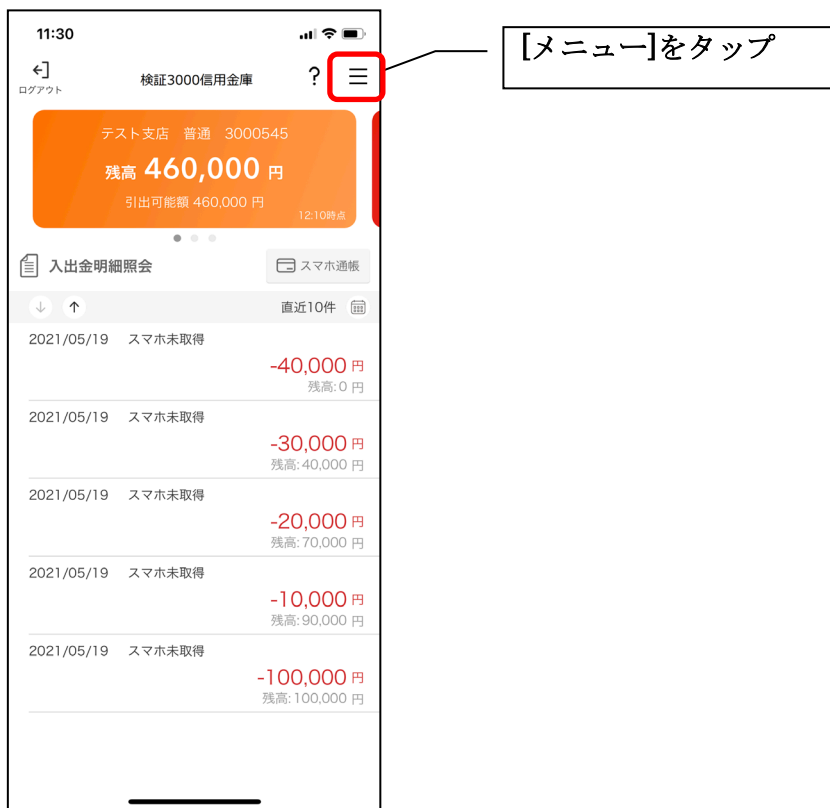 11:30
ログアウト
検証3000信用金庫
?
[メニュー]をタップ
テスト支店 普通 3000545
残高 460,000 円
引出可能額 460,000 円
12:10時点
入出金明細照会
スマホ通帳
↓ ↑ 直近10件
2021/05/19 スマホ未取得
-40,000 円
残高:0 円
2021/05/19 スマホ未取得
-30,000 円
残高:40,000 円
2021/05/19 スマホ未取得
-20,000 円
残高:70,000 円
2021/05/19 スマホ未取得
-10,000 円
残高:90,000 円
2021/05/19 スマホ未取得
-100,000 円
残高:100,000 円